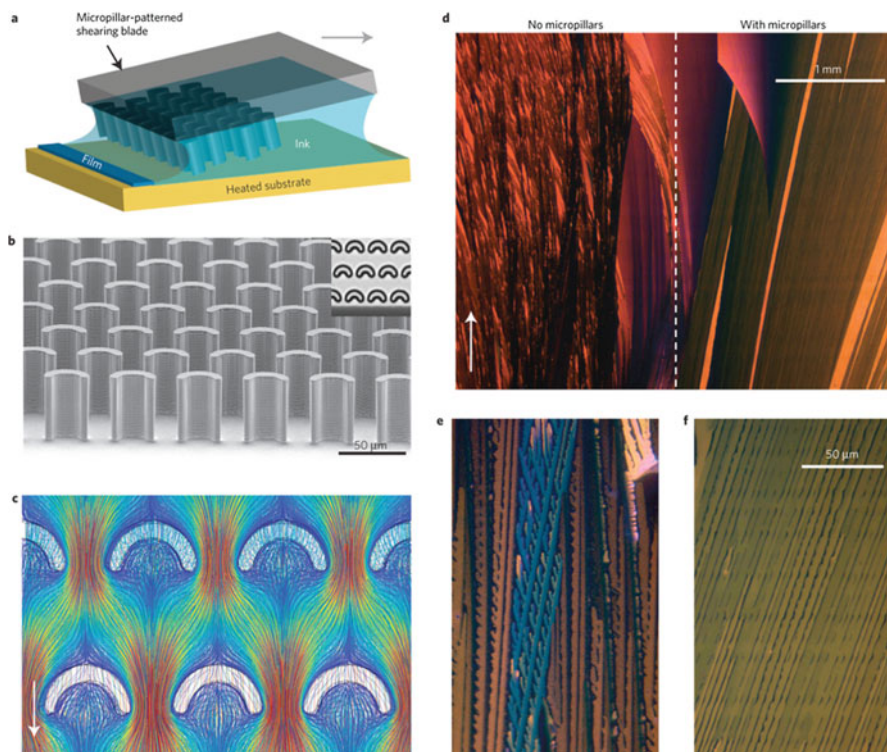 a
Micropillar-patterned
shearing blade
Ink
Film
Heated substrate
b
50 µm
c
d
No micropillars
With micropillars
1 mm
e
f
50 µm